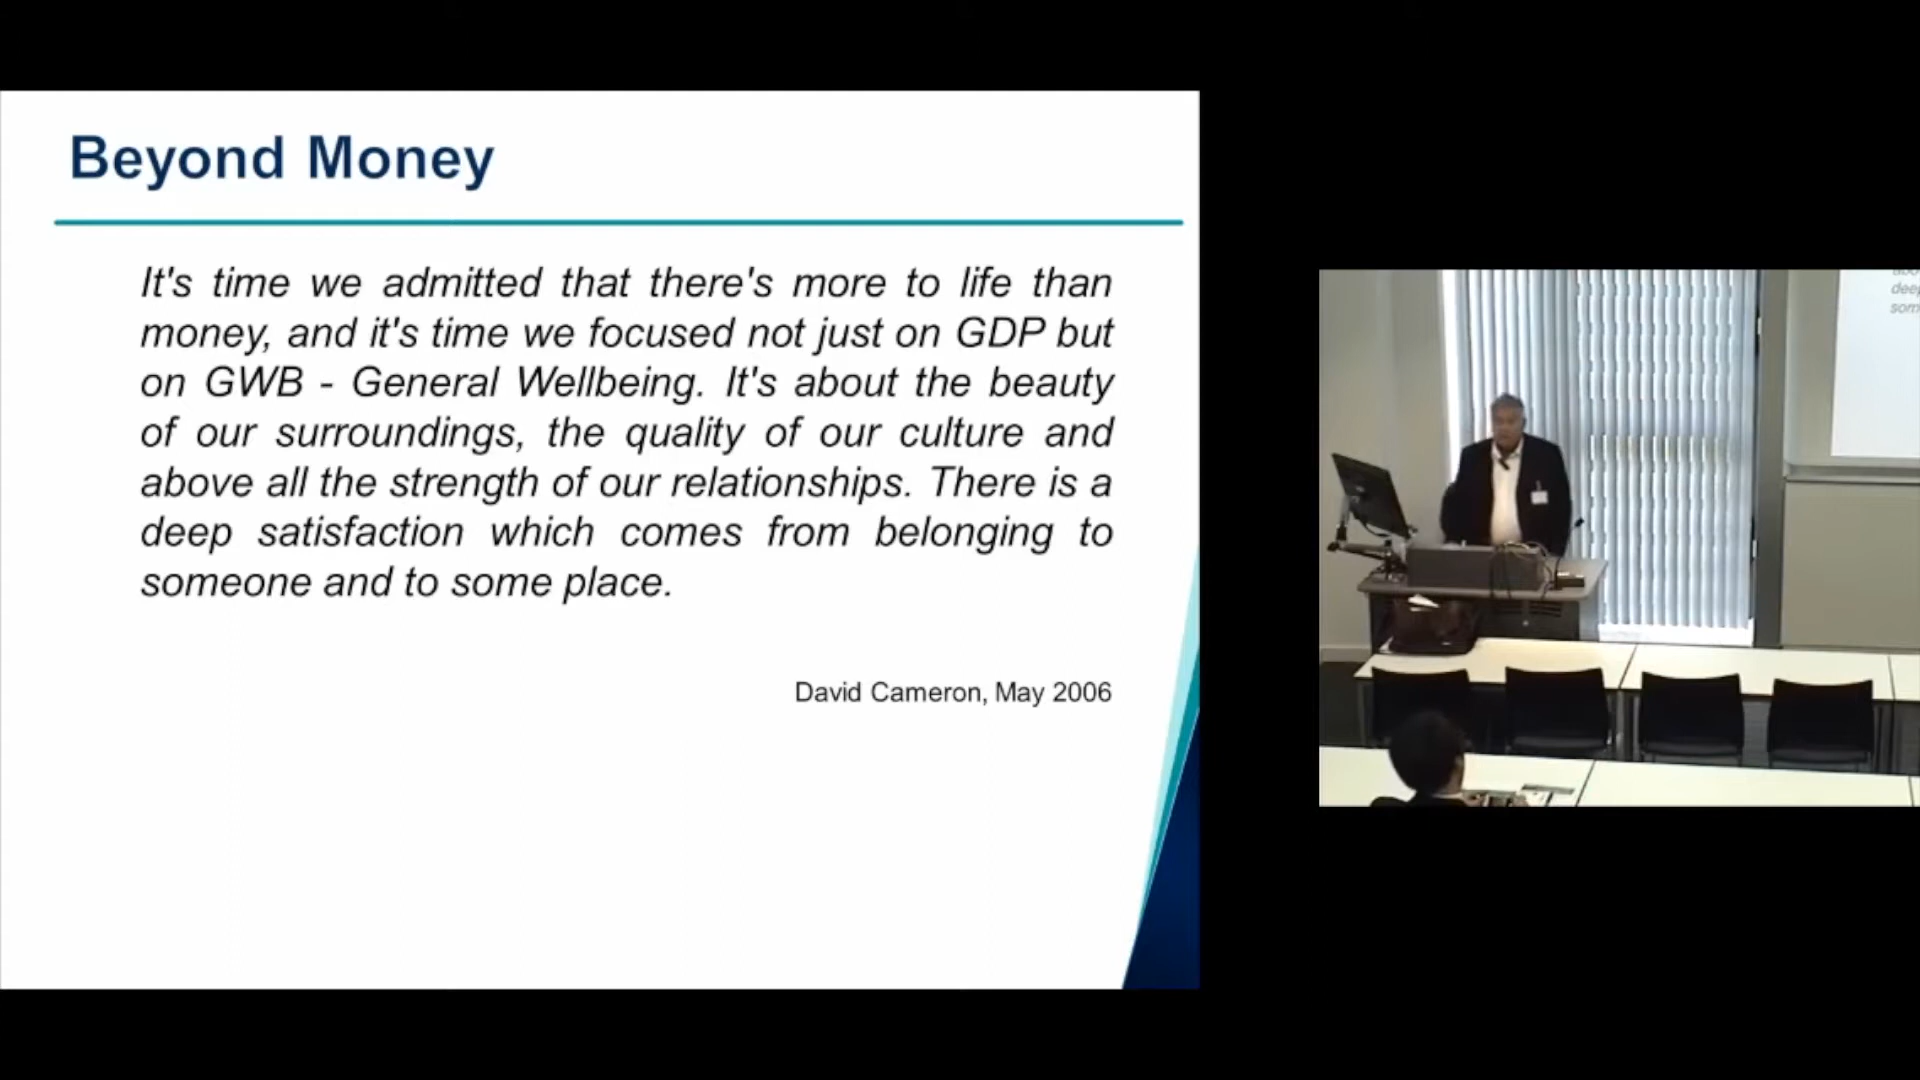 Beyond Money
It's time we admitted that there's more to life than
money, and it's time we focused not just on GDP but
on GWB - General Wellbeing. It's about the beauty
of our surroundings, the quality of our culture and
above all the strength of our relationships. There is a
deep satisfaction which comes from belonging to
someone and to some place.
David Cameron, May 2006